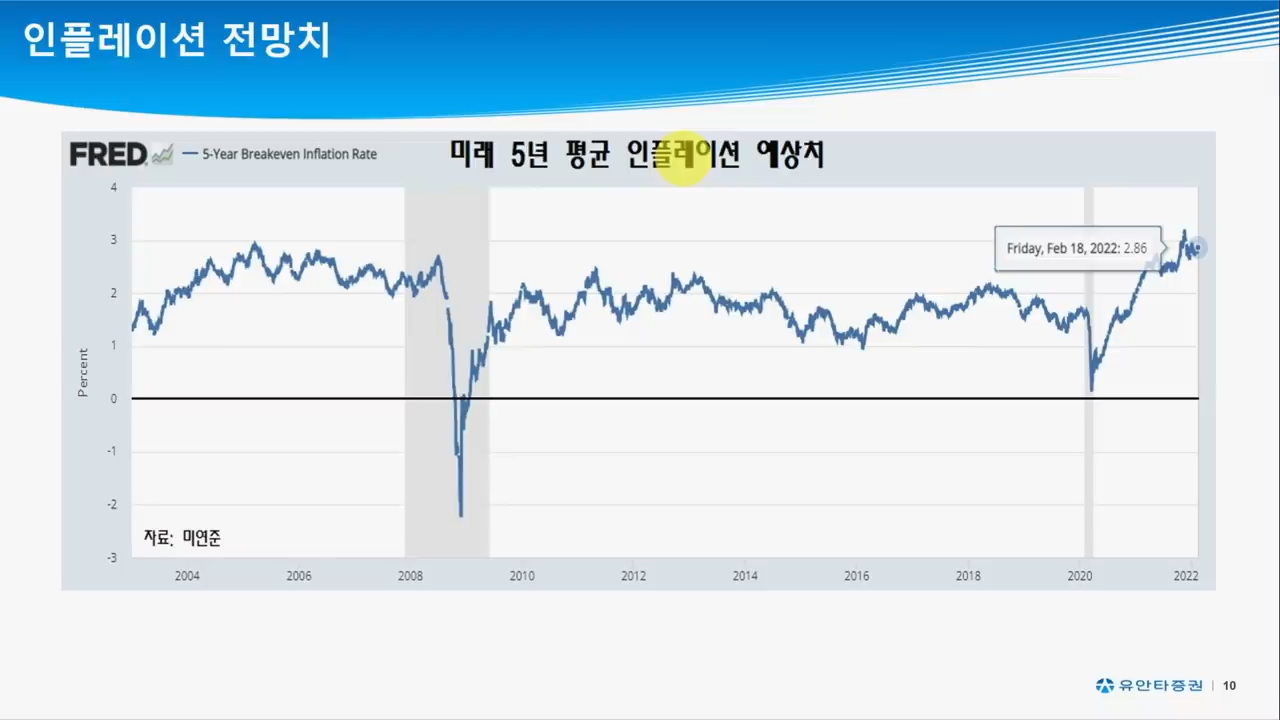 인플레이션 전망치
FRED
5-Year Breakeven Inflation Rate
미래 5년 평균 인플레이션 예상치
4
3
2
1
0
-1
-2
-3
Percent
Friday, Feb 18, 2022: 2.86
자료: 미연준
2004 2006 2008 2010 2012 2014 2016 2018 2020 2022
유안타증권 | 10